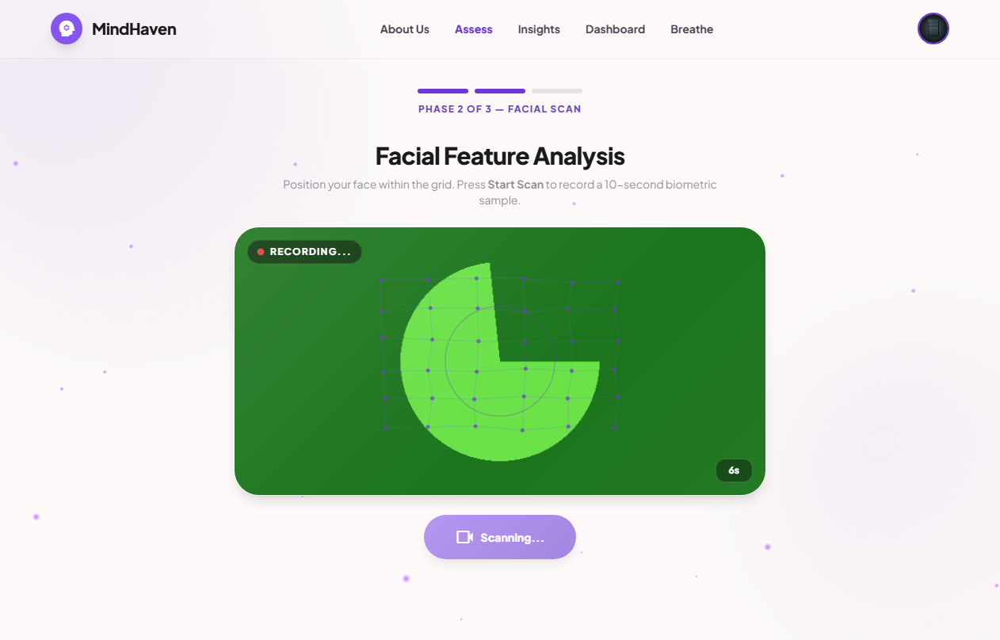 MindHaven
About Us
Assess
Insights
Dashboard
Breathe
PHASE 2 OF 3 — FACIAL SCAN
Facial Feature Analysis
Position your face within the grid. Press Start Scan to record a 10-second biometric
sample.
RECORDING...
6s
Scanning...